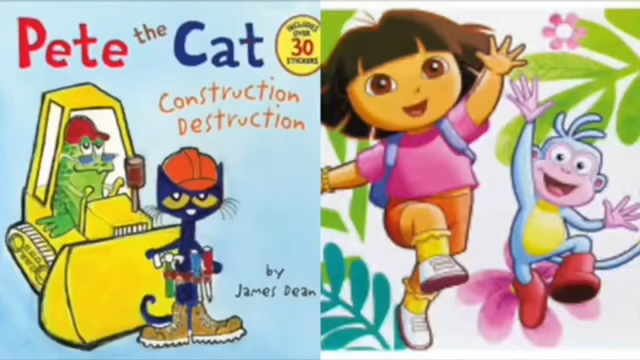 Pete the Cat
INCLUDES
OVER
30
STICKERS
Construction
Destruction
by
James Dean